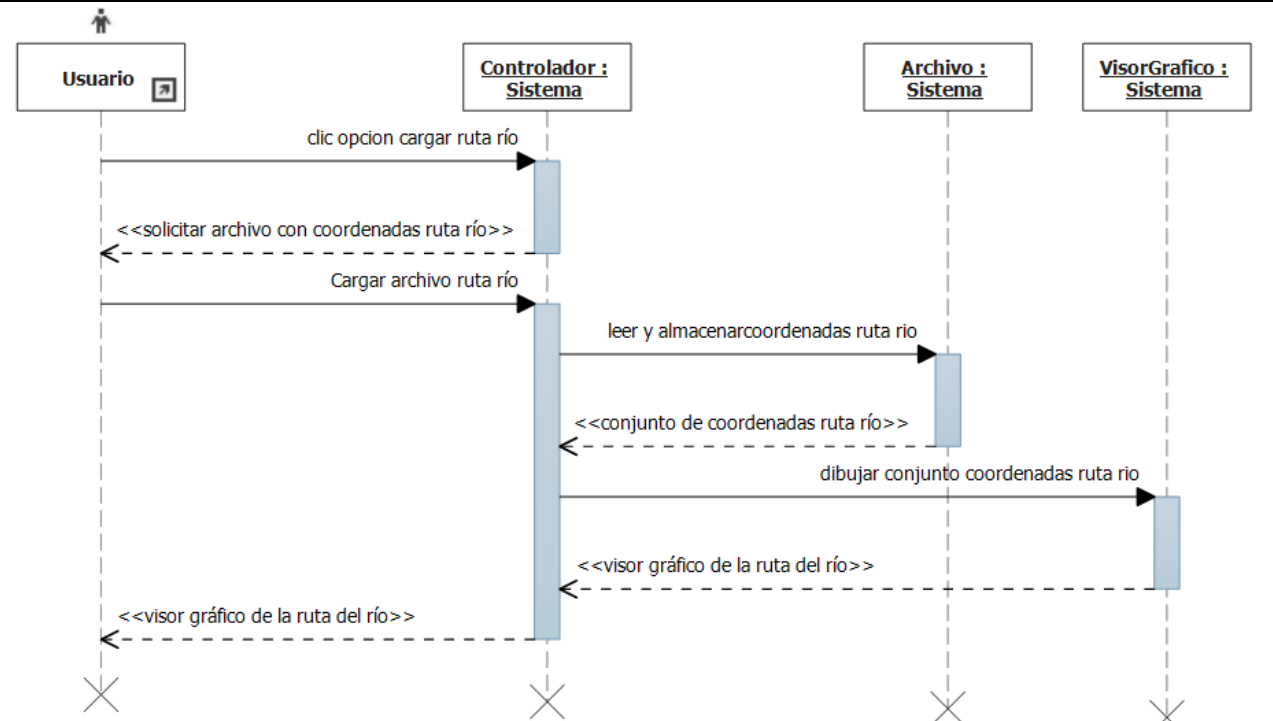 Usuario
Controlador :
Sistema
Archivo :
Sistema
VisorGrafico :
Sistema
clic opcion cargar ruta río
<<solicitar archivo con coordenadas ruta río>>
Cargar archivo ruta río
leer y almacenarcoordenadas ruta rio
<<conjunto de coordenadas ruta río>>
dibujar conjunto coordenadas ruta rio
<<visor gráfico de la ruta del río>>
<<visor gráfico de la ruta del río>>